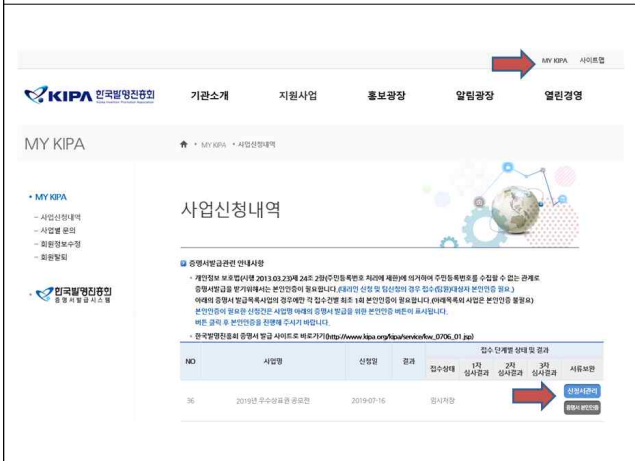 MY KIPA 사이트맵
KIPA 한국발명진흥회
기관소개 지원사업 홍보광장 알림광장 열린경영
MY KIPA
MY KIPA 사업신청내역
• MY KIPA
- 사업신청내역
- 사업별 문의
- 회원정보수정
- 회원탈퇴
한국발명진흥회
증명서발급시스템
사업신청내역
증명서발급관련 안내사항
• 개인정보 보호법(시행 2013.03.23)제 24조 2항(주민등록번호 처리에 제한)에 의거하여 주민등록번호를 수집할 수 없는 관계로
증명서발급을 받기위해서는 본인인증이 필요합니다.(대리인 신청 및 팀신청의 경우 접수(팀원)대상자 본인인증 필요.)
아래의 증명서 발급목록사업의 경우에만 각 접수건별 최초 1회 본인인증이 필요합니다.(아래목록외 사업은 본인인증 불필요)
본인인증이 필요한 신청건은 사업명 아래의 증명서 발급을 위한 본인인증 버튼이 표시됩니다.
버튼 클릭 후 본인인증을 진행해 주시기 바랍니다.
• 한국발명진흥회 증명서 발급 사이트로 바로가기(http://www.kipa.org/kipa/service/kw_0706_01.jsp)
NO 사업명 신청일 결과 접수 단계별 상태 및 결과
접수상태 1차 심사결과 2차 심사결과 3차 심사결과 서류보완
96 2019년 우수상표권 공모전 2019-07-16 임시저장 신청서관리
증명서 본인인증